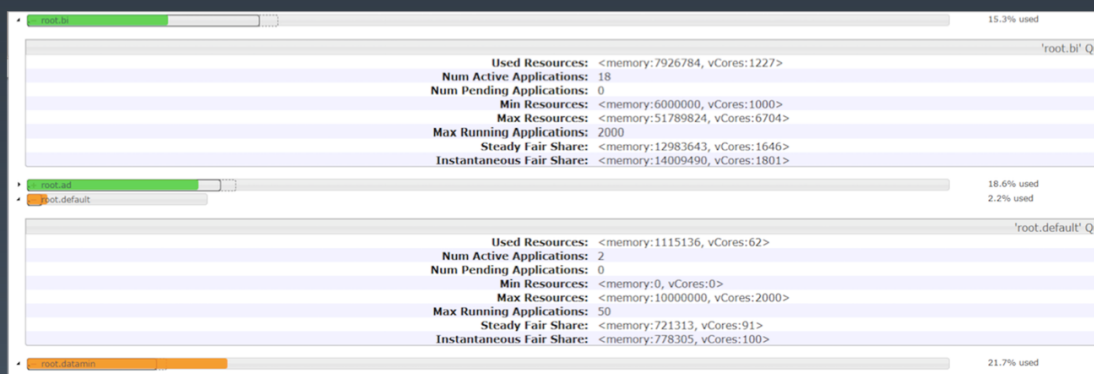 root.bi 15.3% used
'root.bi' Q
Used Resources: <memory:7926784, vCores:1227>
Num Active Applications: 18
Num Pending Applications: 0
Min Resources: <memory:6000000, vCores:1000>
Max Resources: <memory:51789824, vCores:6704>
Max Running Applications: 2000
Steady Fair Share: <memory:12983643, vCores:1646>
Instantaneous Fair Share: <memory:14009490, vCores:1801>
root.ad 18.6% used
root.default 2.2% used
'root.default' Q
Used Resources: <memory:1115136, vCores:62>
Num Active Applications: 2
Num Pending Applications: 0
Min Resources: <memory:0, vCores:0>
Max Resources: <memory:10000000, vCores:2000>
Max Running Applications: 50
Steady Fair Share: <memory:721313, vCores:91>
Instantaneous Fair Share: <memory:778305, vCores:100>
root.datamin 21.7% used